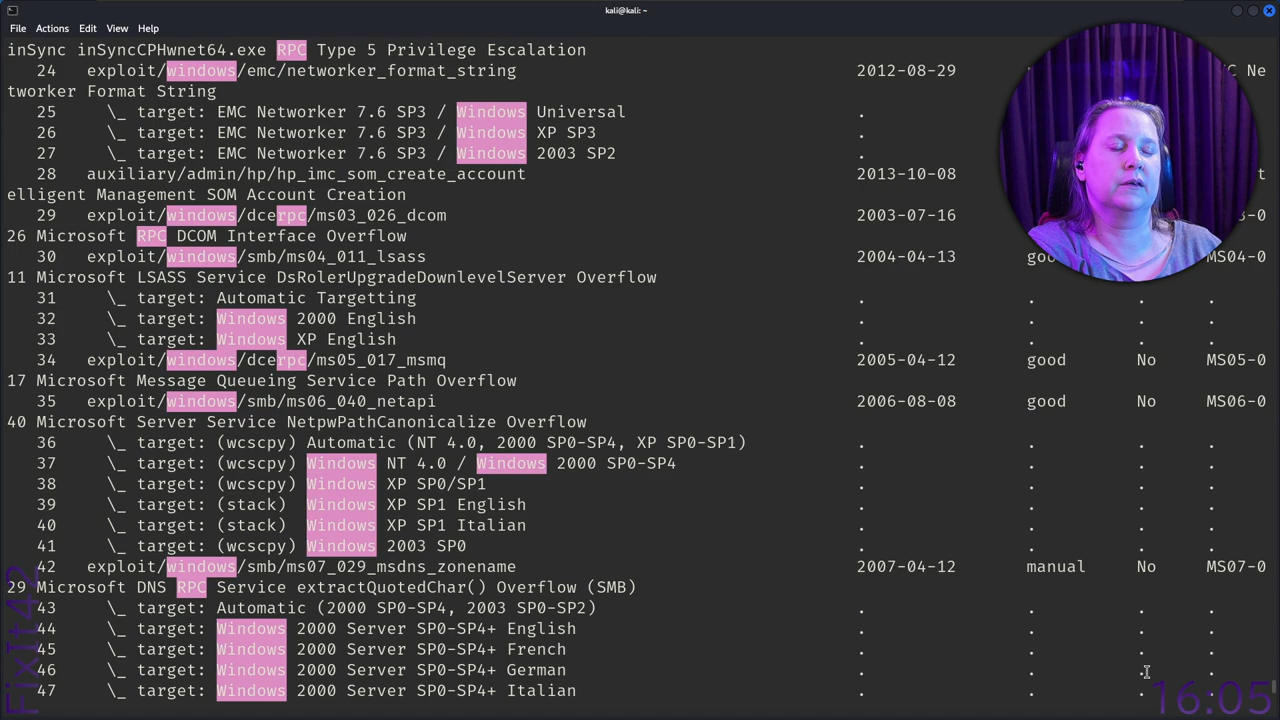 kali@kali: ~
File Actions Edit View Help
inSync inSyncCPHwnet64.exe RPC Type 5 Privilege Escalation
24 exploit/windows/emc/networker_format_string 2012-08-29 C Ne
tworker Format String
25 \_ target: EMC Networker 7.6 SP3 / Windows Universal .
26 \_ target: EMC Networker 7.6 SP3 / Windows XP SP3 .
27 \_ target: EMC Networker 7.6 SP3 / Windows 2003 SP2 .
28 auxiliary/admin/hp/hp_imc_som_create_account 2013-10-08 t
elligent Management SOM Account Creation
29 exploit/windows/dcerpc/ms03_026_dcom 2003-07-16 3-0
26 Microsoft RPC DCOM Interface Overflow
30 exploit/windows/smb/ms04_011_lsass 2004-04-13 good MS04-0
11 Microsoft LSASS Service DsRolerUpgradeDownlevelServer Overflow
31 \_ target: Automatic Targetting . . . .
32 \_ target: Windows 2000 English . . . .
33 \_ target: Windows XP English . . . .
34 exploit/windows/dcerpc/ms05_017_msmq 2005-04-12 good No MS05-0
17 Microsoft Message Queueing Service Path Overflow
35 exploit/windows/smb/ms06_040_netapi 2006-08-08 good No MS06-0
40 Microsoft Server Service NetpwPathCanonicalize Overflow
36 \_ target: (wcscpy) Automatic (NT 4.0, 2000 SP0-SP4, XP SP0-SP1) . . . .
37 \_ target: (wcscpy) Windows NT 4.0 / Windows 2000 SP0-SP4 . . . .
38 \_ target: (wcscpy) Windows XP SP0/SP1 . . . .
39 \_ target: (stack) Windows XP SP1 English . . . .
40 \_ target: (stack) Windows XP SP1 Italian . . . .
41 \_ target: (wcscpy) Windows 2003 SP0 . . . .
42 exploit/windows/smb/ms07_029_msdns_zonename 2007-04-12 manual No MS07-0
29 Microsoft DNS RPC Service extractQuotedChar() Overflow (SMB)
43 \_ target: Automatic (2000 SP0-SP4, 2003 SP0-SP2) . . . .
44 \_ target: Windows 2000 Server SP0-SP4+ English . . . .
45 \_ target: Windows 2000 Server SP0-SP4+ French . . . .
46 \_ target: Windows 2000 Server SP0-SP4+ German . . . .
47 \_ target: Windows 2000 Server SP0-SP4+ Italian . . . .
FixIt42
16:05